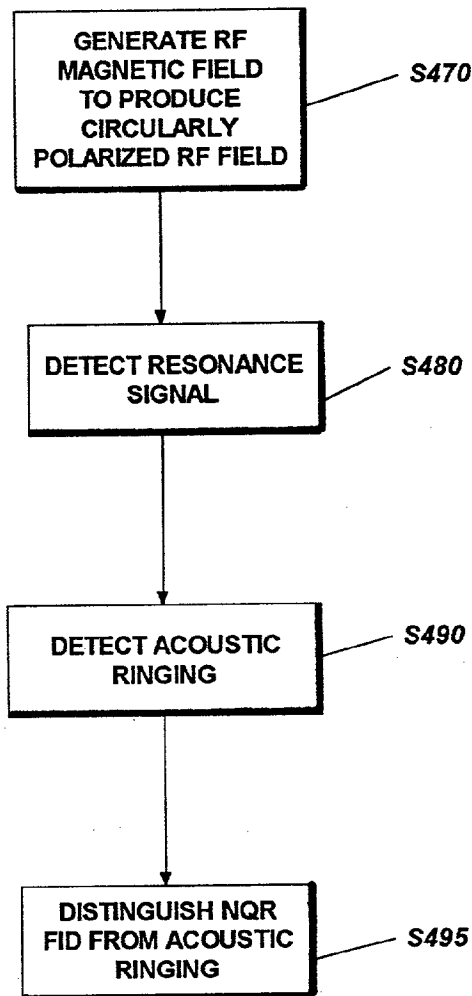 GENERATE RF
MAGNETIC FIELD
TO PRODUCE
CIRCULARLY
POLARIZED RF FIELD
S470
DETECT RESONANCE
SIGNAL
S480
DETECT ACOUSTIC
RINGING
S490
DISTINGUISH NQR
FID FROM ACOUSTIC
RINGING
S495